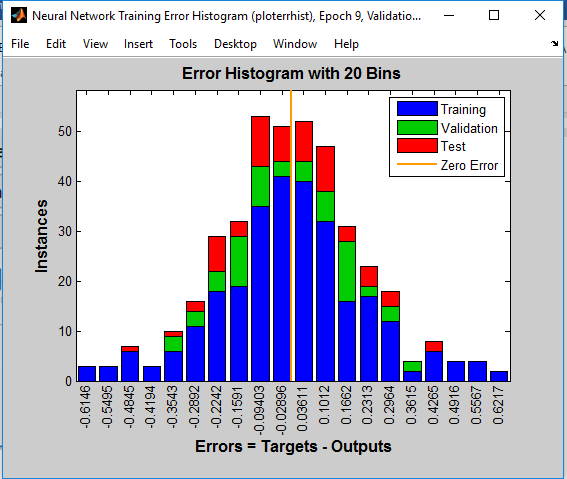 Neural Network Training Error Histogram (ploterrhist), Epoch 9, Validatio...
File Edit View Insert Tools Desktop Window Help
Error Histogram with 20 Bins
Training
Validation
Test
Zero Error
Instances
50
40
30
20
10
0
-0.6146
-0.5495
-0.4845
-0.4194
-0.3543
-0.2892
-0.2242
-0.1591
-0.09403
-0.02896
0.03611
0.1012
0.1662
0.2313
0.2964
0.3615
0.4265
0.4916
0.5567
0.6217
Errors = Targets - Outputs